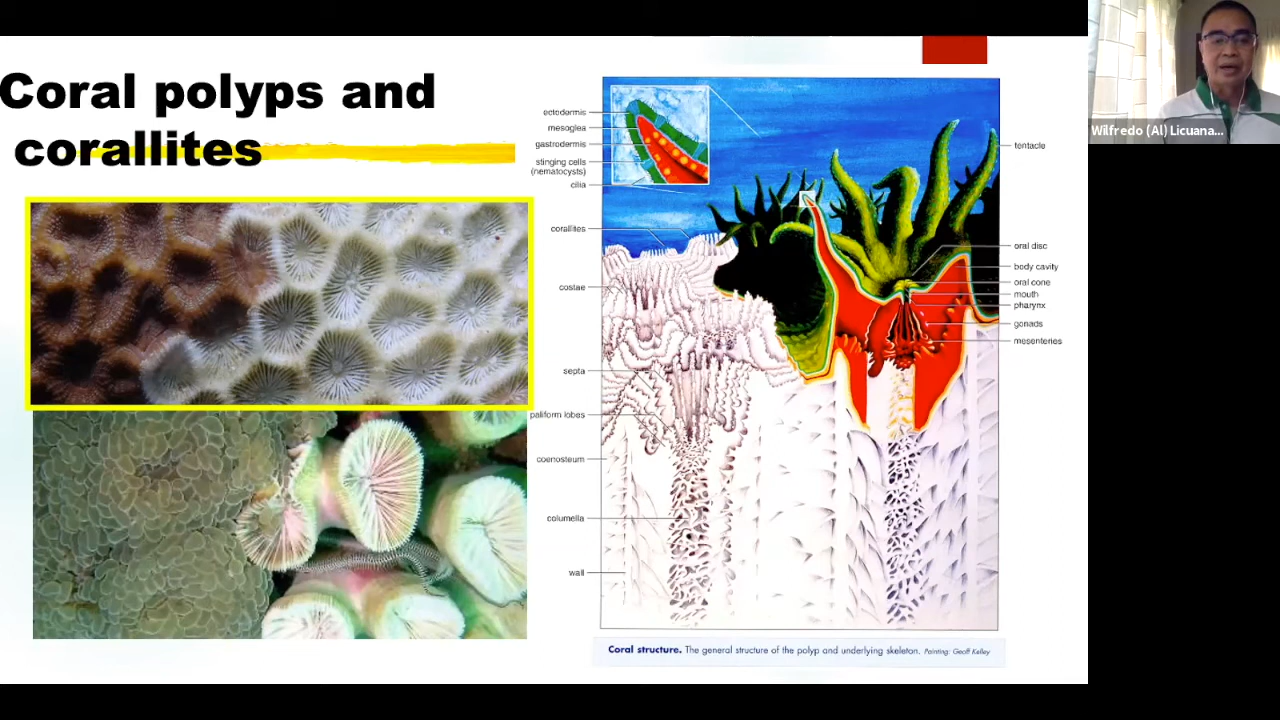 Coral polyps and
corallites
ectodermis
mesoglea
gastrodermis
stinging cells
(nematocysts)
cilia
corallites
costae
septa
paliform lobes
coenosteum
columella
wall
tentacle
oral disc
body cavity
oral cone
mouth
pharynx
gonads
mesenteries
Coral structure. The general structure of the polyp and underlying skeleton. Painting: Geoff Kelley
Wilfredo (Al) Licuana...